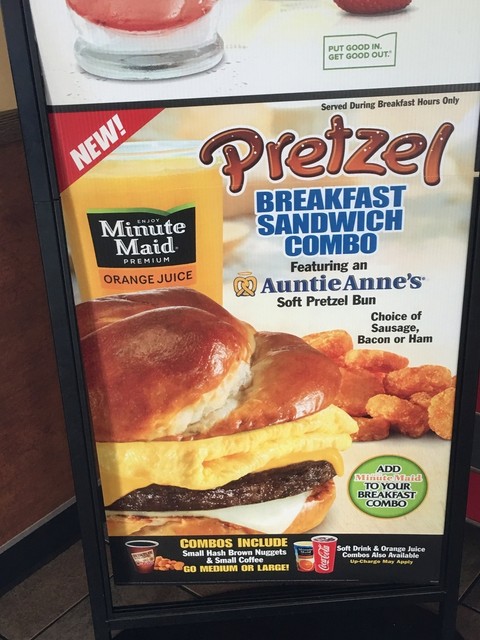 PUT GOOD IN.
GET GOOD OUT.
Served During Breakfast Hours Only
NEW!
Pretzel
BREAKFAST
SANDWICH
COMBO
ENJOY
Minute
Maid
PREMIUM
ORANGE JUICE
Featuring an
Auntie Anne's®
Soft Pretzel Bun
Choice of
Sausage,
Bacon or Ham
ADD
Minute Maid
TO YOUR
BREAKFAST
COMBO
COMBOS INCLUDE
Small Hash Brown Nuggets
& Small Coffee
GO MEDIUM OR LARGE!
Coca-Cola
Soft Drink & Orange Juice
Combos Also Available
Up-Charge May Apply